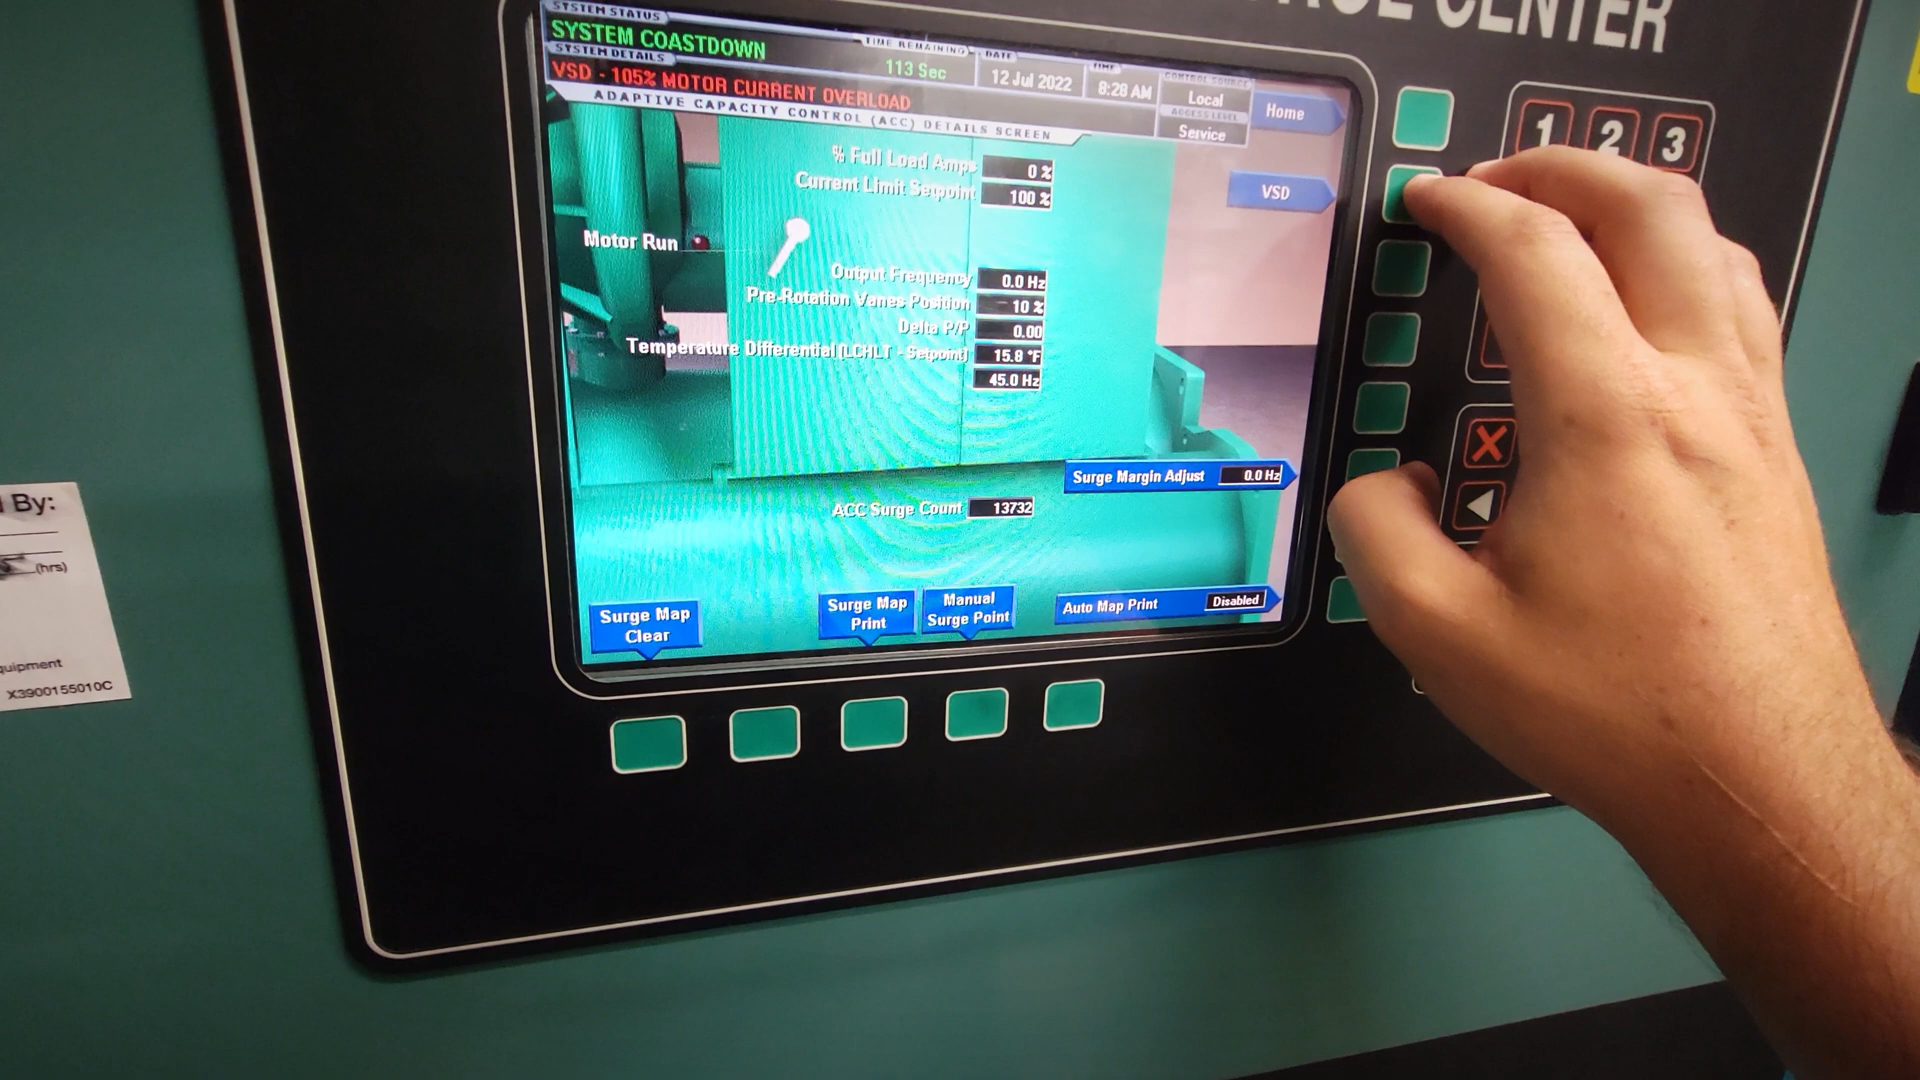 CENTER
SYSTEM STATUS
SYSTEM COASTDOWN
SYSTEM DETAILS
VSD - 105% MOTOR CURRENT OVERLOAD
TIME REMAINING
113 Sec
DATE
12 Jul 2022
TIME
8:28 AM
CONTROL SOURCE
Local
ACCESS LEVEL
Service
Home
ADAPTIVE CAPACITY CONTROL (ACC) DETAILS SCREEN
VSD
% Full Load Amps 0 %
Current Limit Setpoint 100 %
Motor Run
Output Frequency 0.0 Hz
Pre-Rotation Vanes Position 10 %
Delta P/P 0.00
Temperature Differential (LCHLT - Setpoint) 15.8 °F
45.0 Hz
Surge Margin Adjust 0.0 Hz
ACC Surge Count 13732
Surge Map
Clear
Surge Map
Print
Manual
Surge Point
Auto Map Print Disabled
1 2 3
By:
(hrs)
X3900155010C